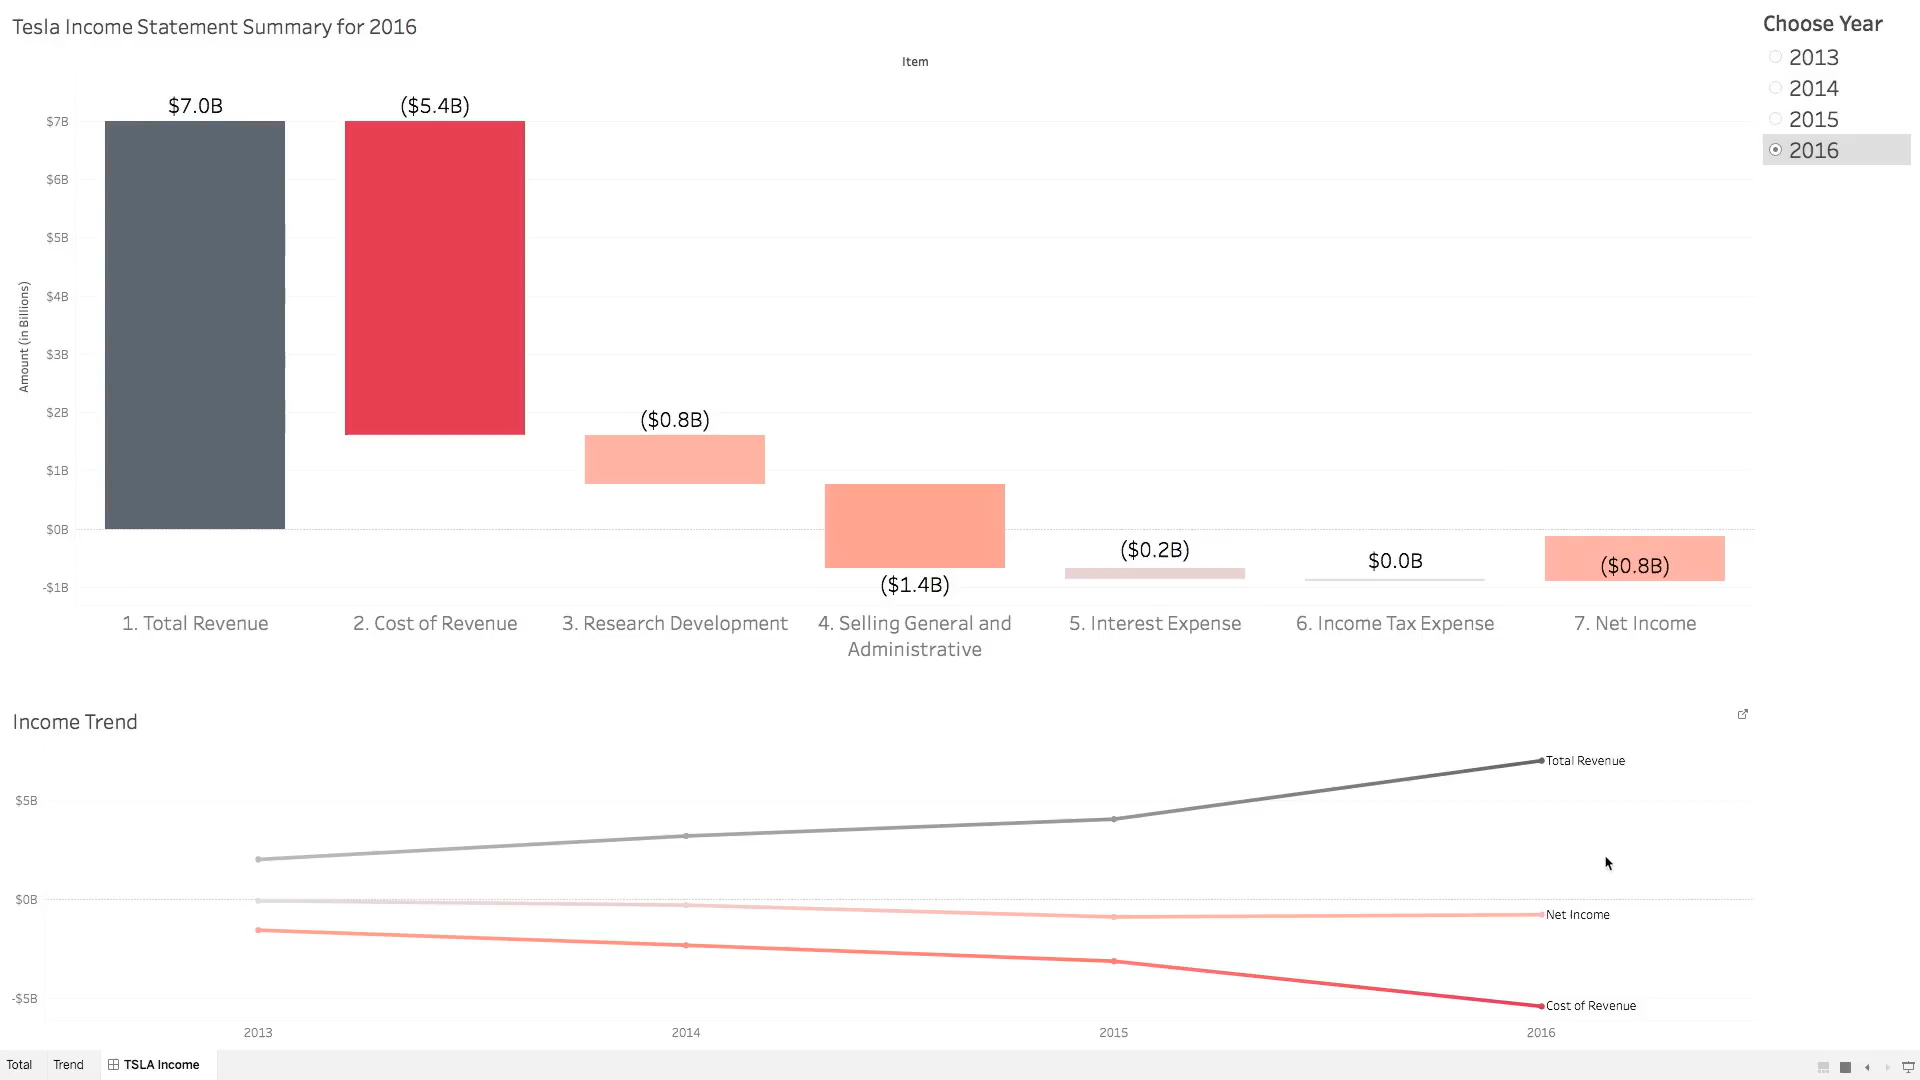 Tesla Income Statement Summary for 2016
Choose Year
2013
2014
2015
2016
Item
$7.0B
($5.4B)
($0.8B)
($1.4B)
($0.2B)
$0.0B
($0.8B)
$7B
$6B
$5B
$4B
$3B
$2B
$1B
$0B
-$1B
Amount (in Billions)
1. Total Revenue
2. Cost of Revenue
3. Research Development
4. Selling General and
Administrative
5. Interest Expense
6. Income Tax Expense
7. Net Income
Income Trend
Total Revenue
$5B
$0B
Net Income
-$5B
Cost of Revenue
2013
2014
2015
2016
Total
Trend
TSLA Income